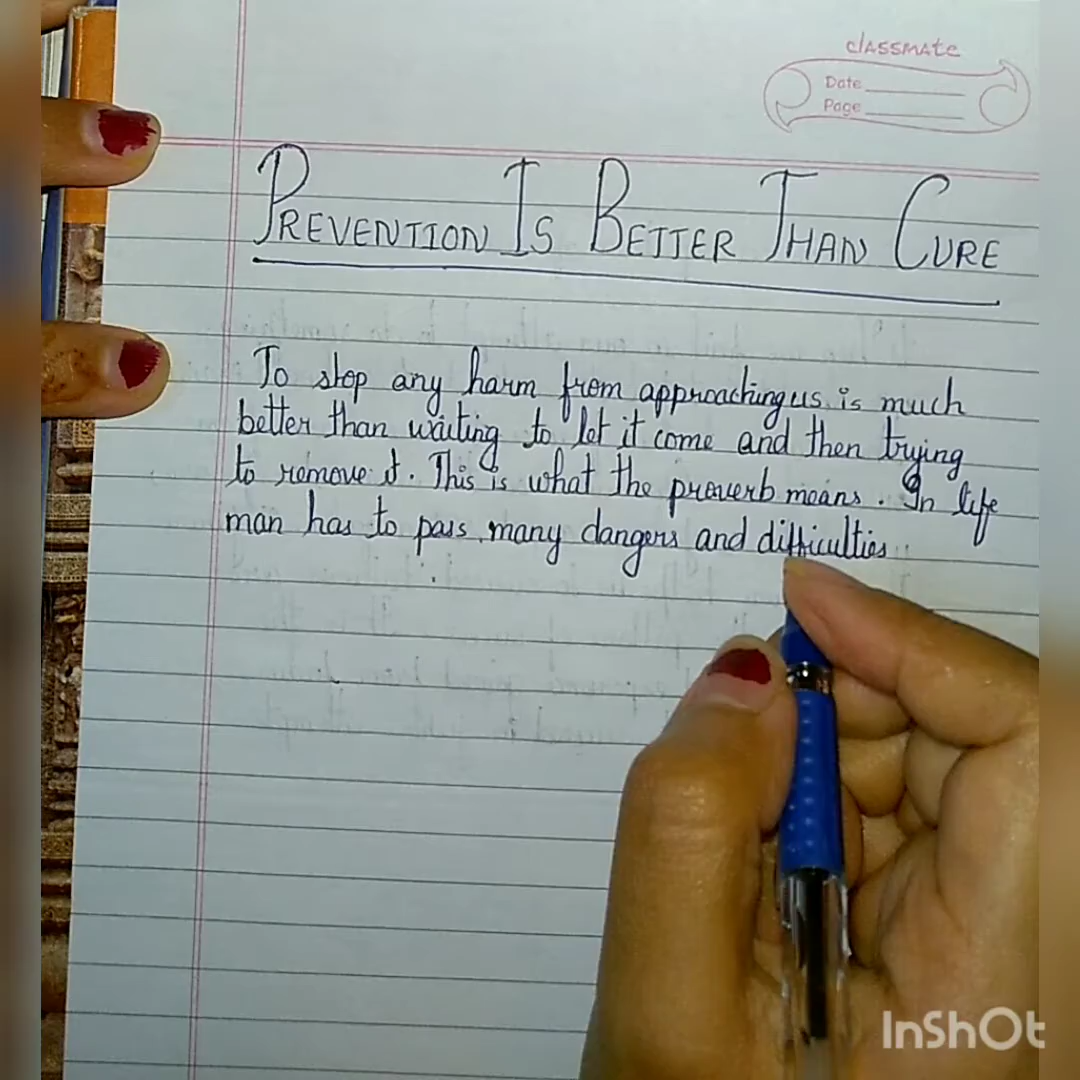 classmate
Date
Page
PREVENTION IS BETTER THAN CURE
To stop any harm from approaching us is much
better than waiting to let it come and then trying
to remove it. This is what the proverb means. In life
man has to pass many dangers and difficulties
InShOt